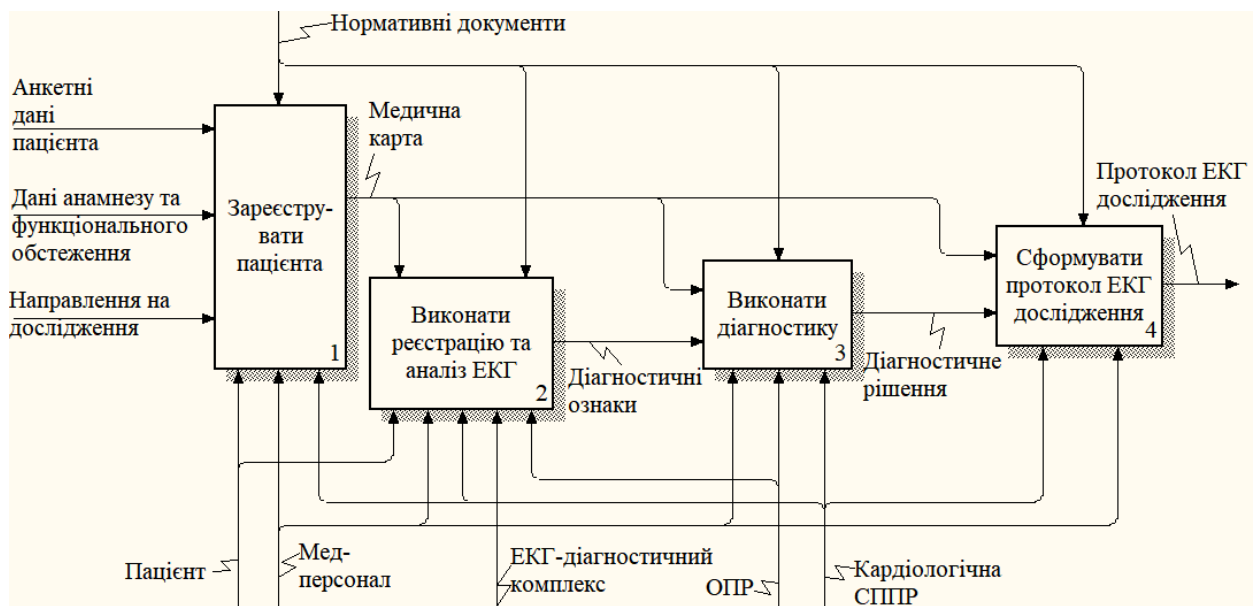 Нормативні документи
Анкетні
дані
пацієнта
Медична
карта
Протокол ЕКГ
дослідження
Дані анамнезу та
функціонального
обстеження
Зареєстру-
вати
пацієнта
1
Направлення на
дослідження
Виконати
реєстрацію та
аналіз ЕКГ
2
Діагностичні
ознаки
Виконати
діагностику
3
Діагностичне
рішення
Сформувати
протокол ЕКГ
дослідження
4
Пацієнт
Мед-
персонал
ЕКГ-діагностичний
комплекс
ОПР
Кардіологічна
СППР